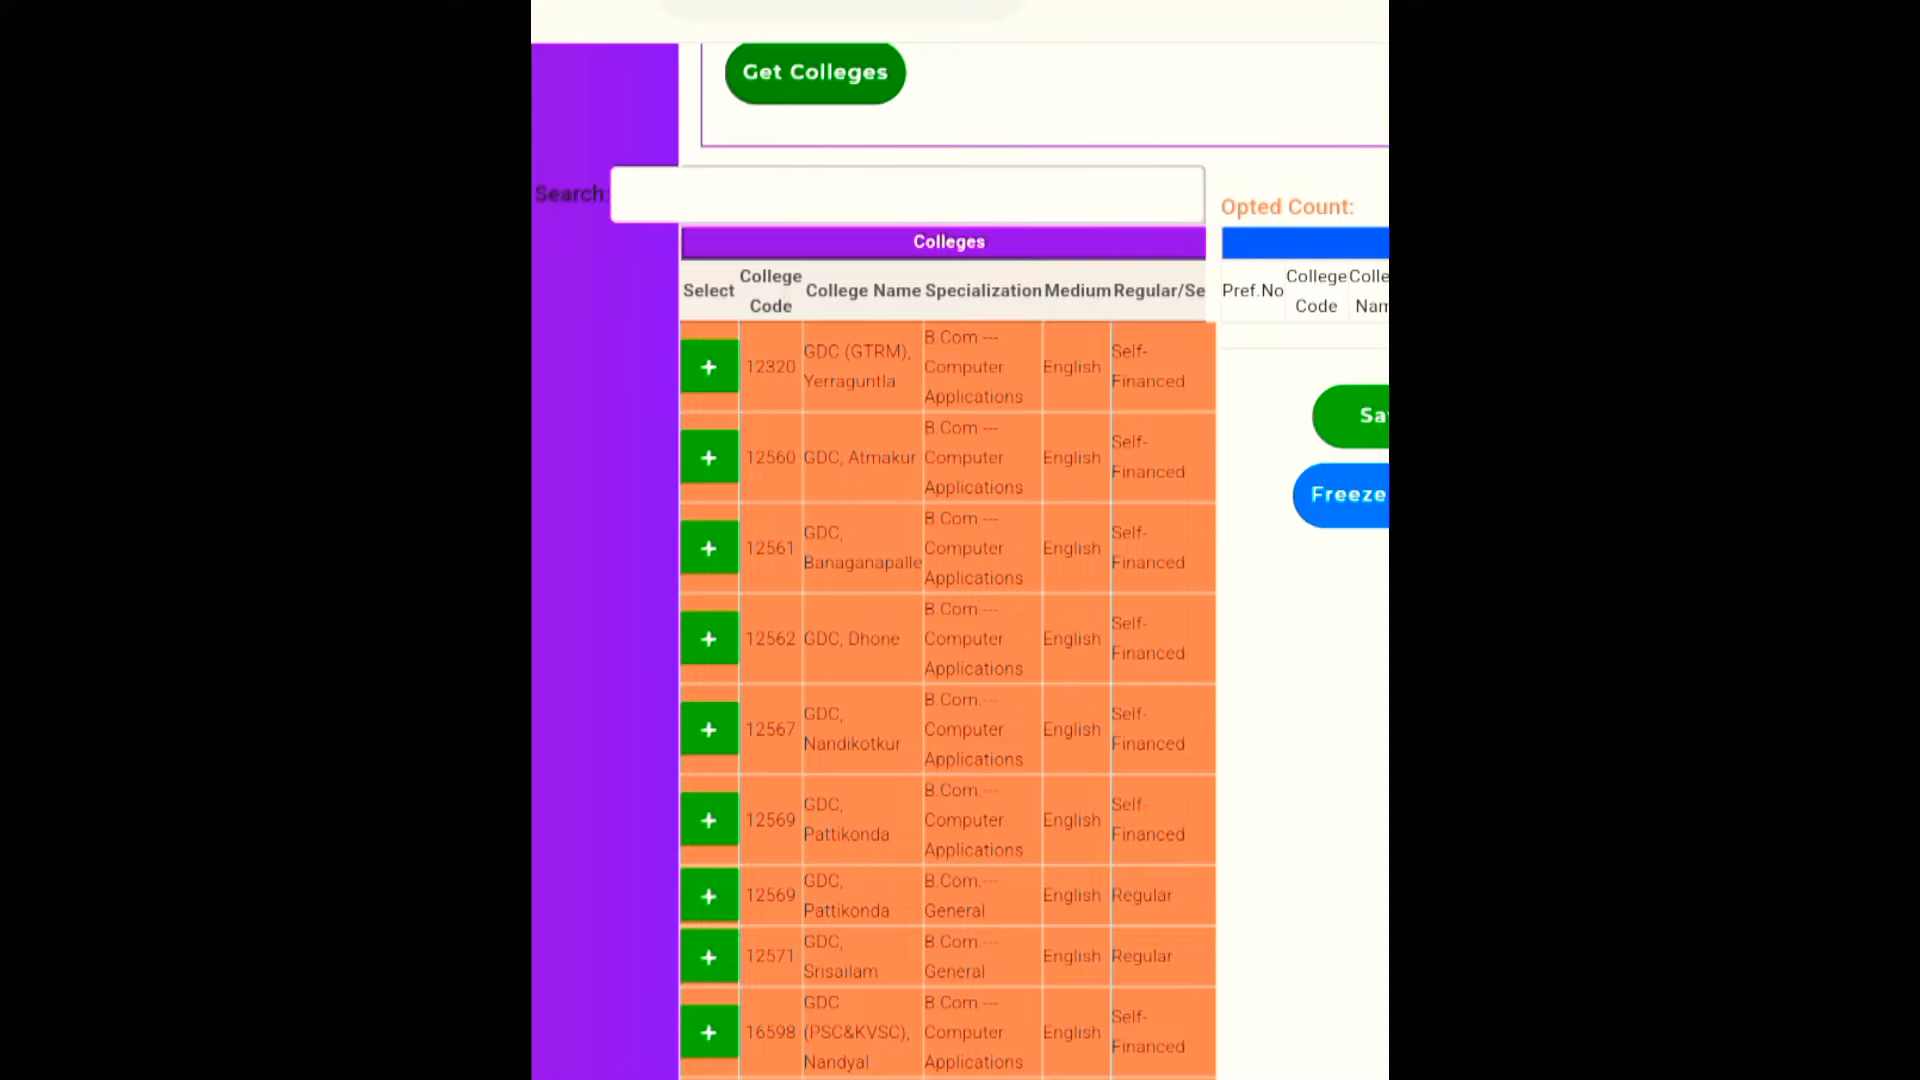 Get Colleges
Search:
Opted Count:
Colleges
Select College Code College Name Specialization Medium Regular/Se
Pref.No College Code Colle Nam
12320 GDC (GTRM), Yerraguntla B.Com.--- Computer Applications English Self-Financed
12560 GDC, Atmakur B.Com.--- Computer Applications English Self-Financed
12561 GDC, Banaganapalle B.Com.--- Computer Applications English Self-Financed
12562 GDC, Dhone B.Com.--- Computer Applications English Self-Financed
12567 GDC, Nandikotkur B.Com.--- Computer Applications English Self-Financed
12569 GDC, Pattikonda B.Com.--- Computer Applications English Self-Financed
12569 GDC, Pattikonda B.Com.--- General English Regular
12571 GDC, Srisailam B.Com.--- General English Regular
16598 GDC (PSC&KVSC), Nandyal B.Com.--- Computer Applications English Self-Financed
Sa
Freeze